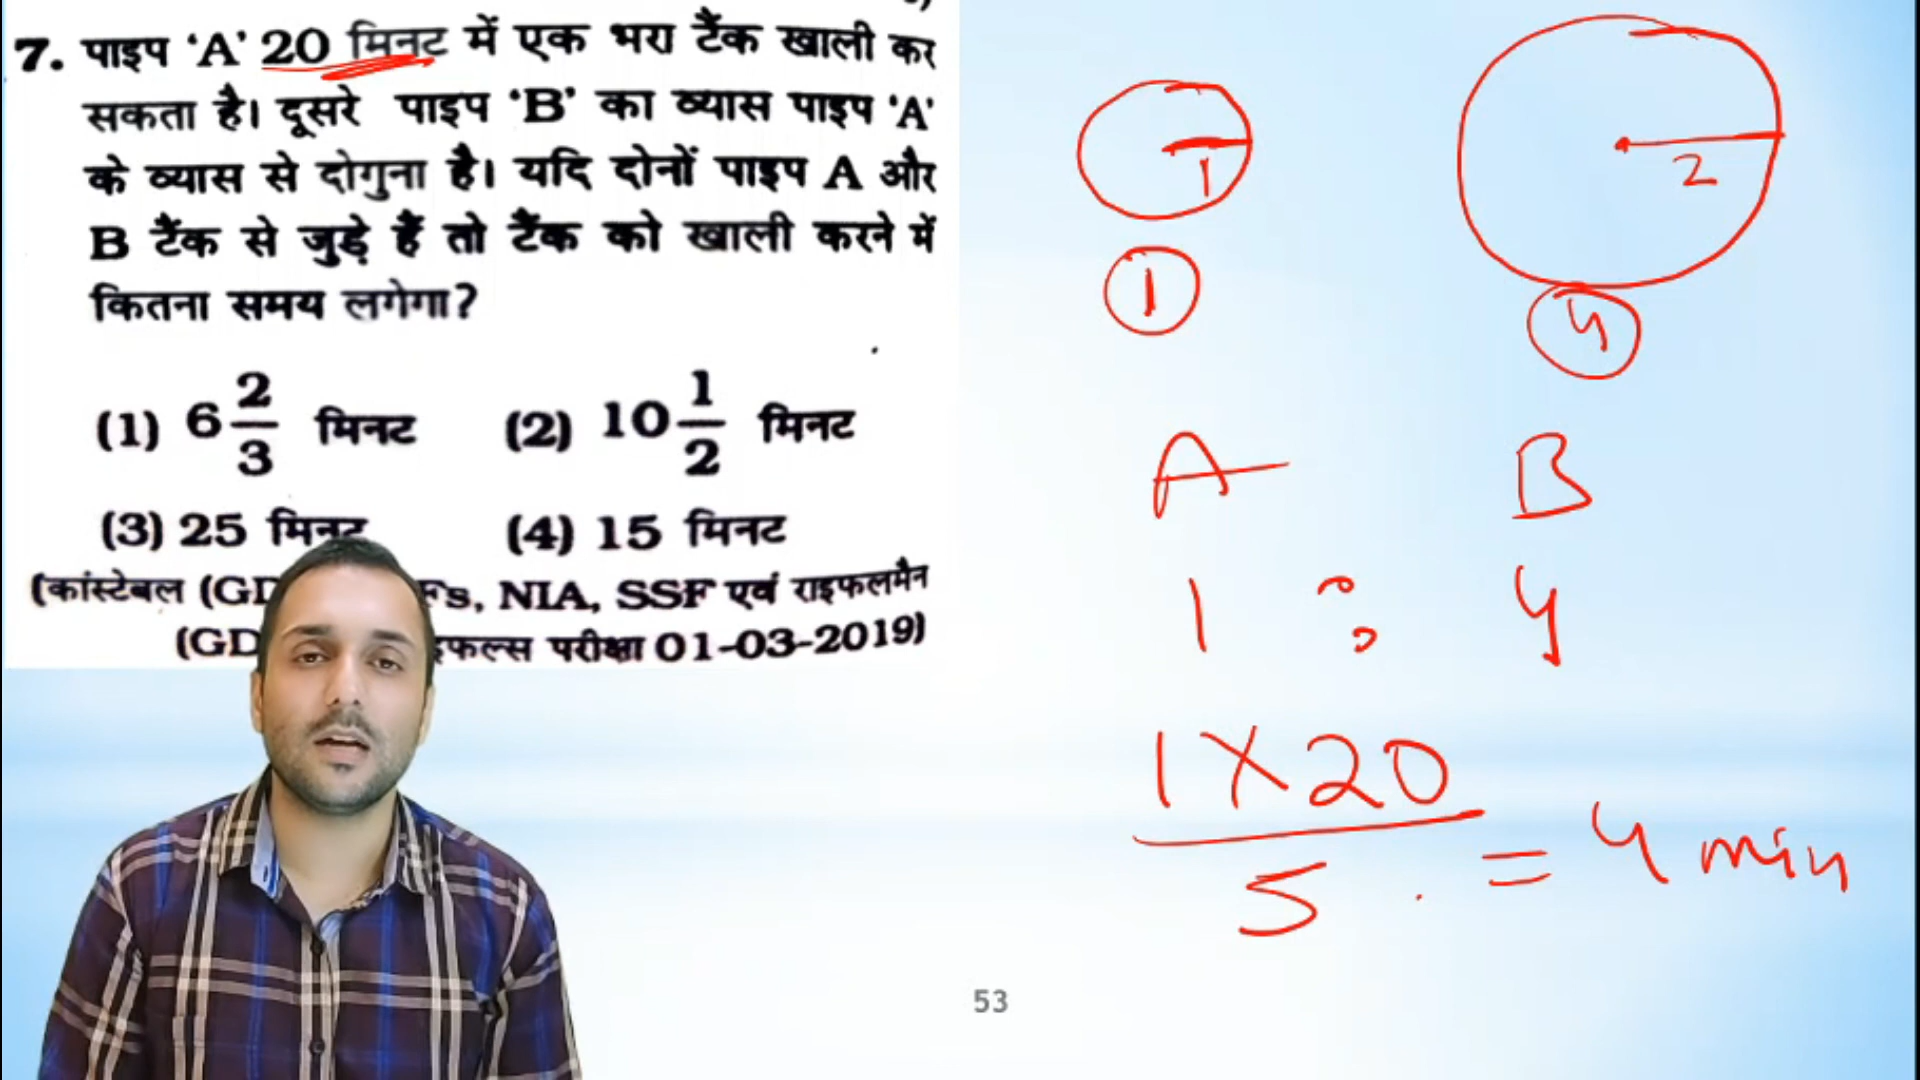 7. पाइप ‘A’ 20 मिनट में एक भरा टैंक खाली कर
सकता है। दूसरे पाइप ‘B’ का व्यास पाइप ‘A’
के व्यास से दोगुना है। यदि दोनों पाइप A और
B टैंक से जुड़े हैं तो टैंक को खाली करने में
कितना समय लगेगा?
(1) 6 2/3 मिनट (2) 10 1/2 मिनट
(3) 25 मिनट (4) 15 मिनट
(कांस्टेबल (GD Fs, NIA, SSF एवं राइफलमैन
(GD इफल्स परीक्षा 01-03-2019)
1 2
1 4
A B
1 : 4
1 X 20
5 = 4 min
53